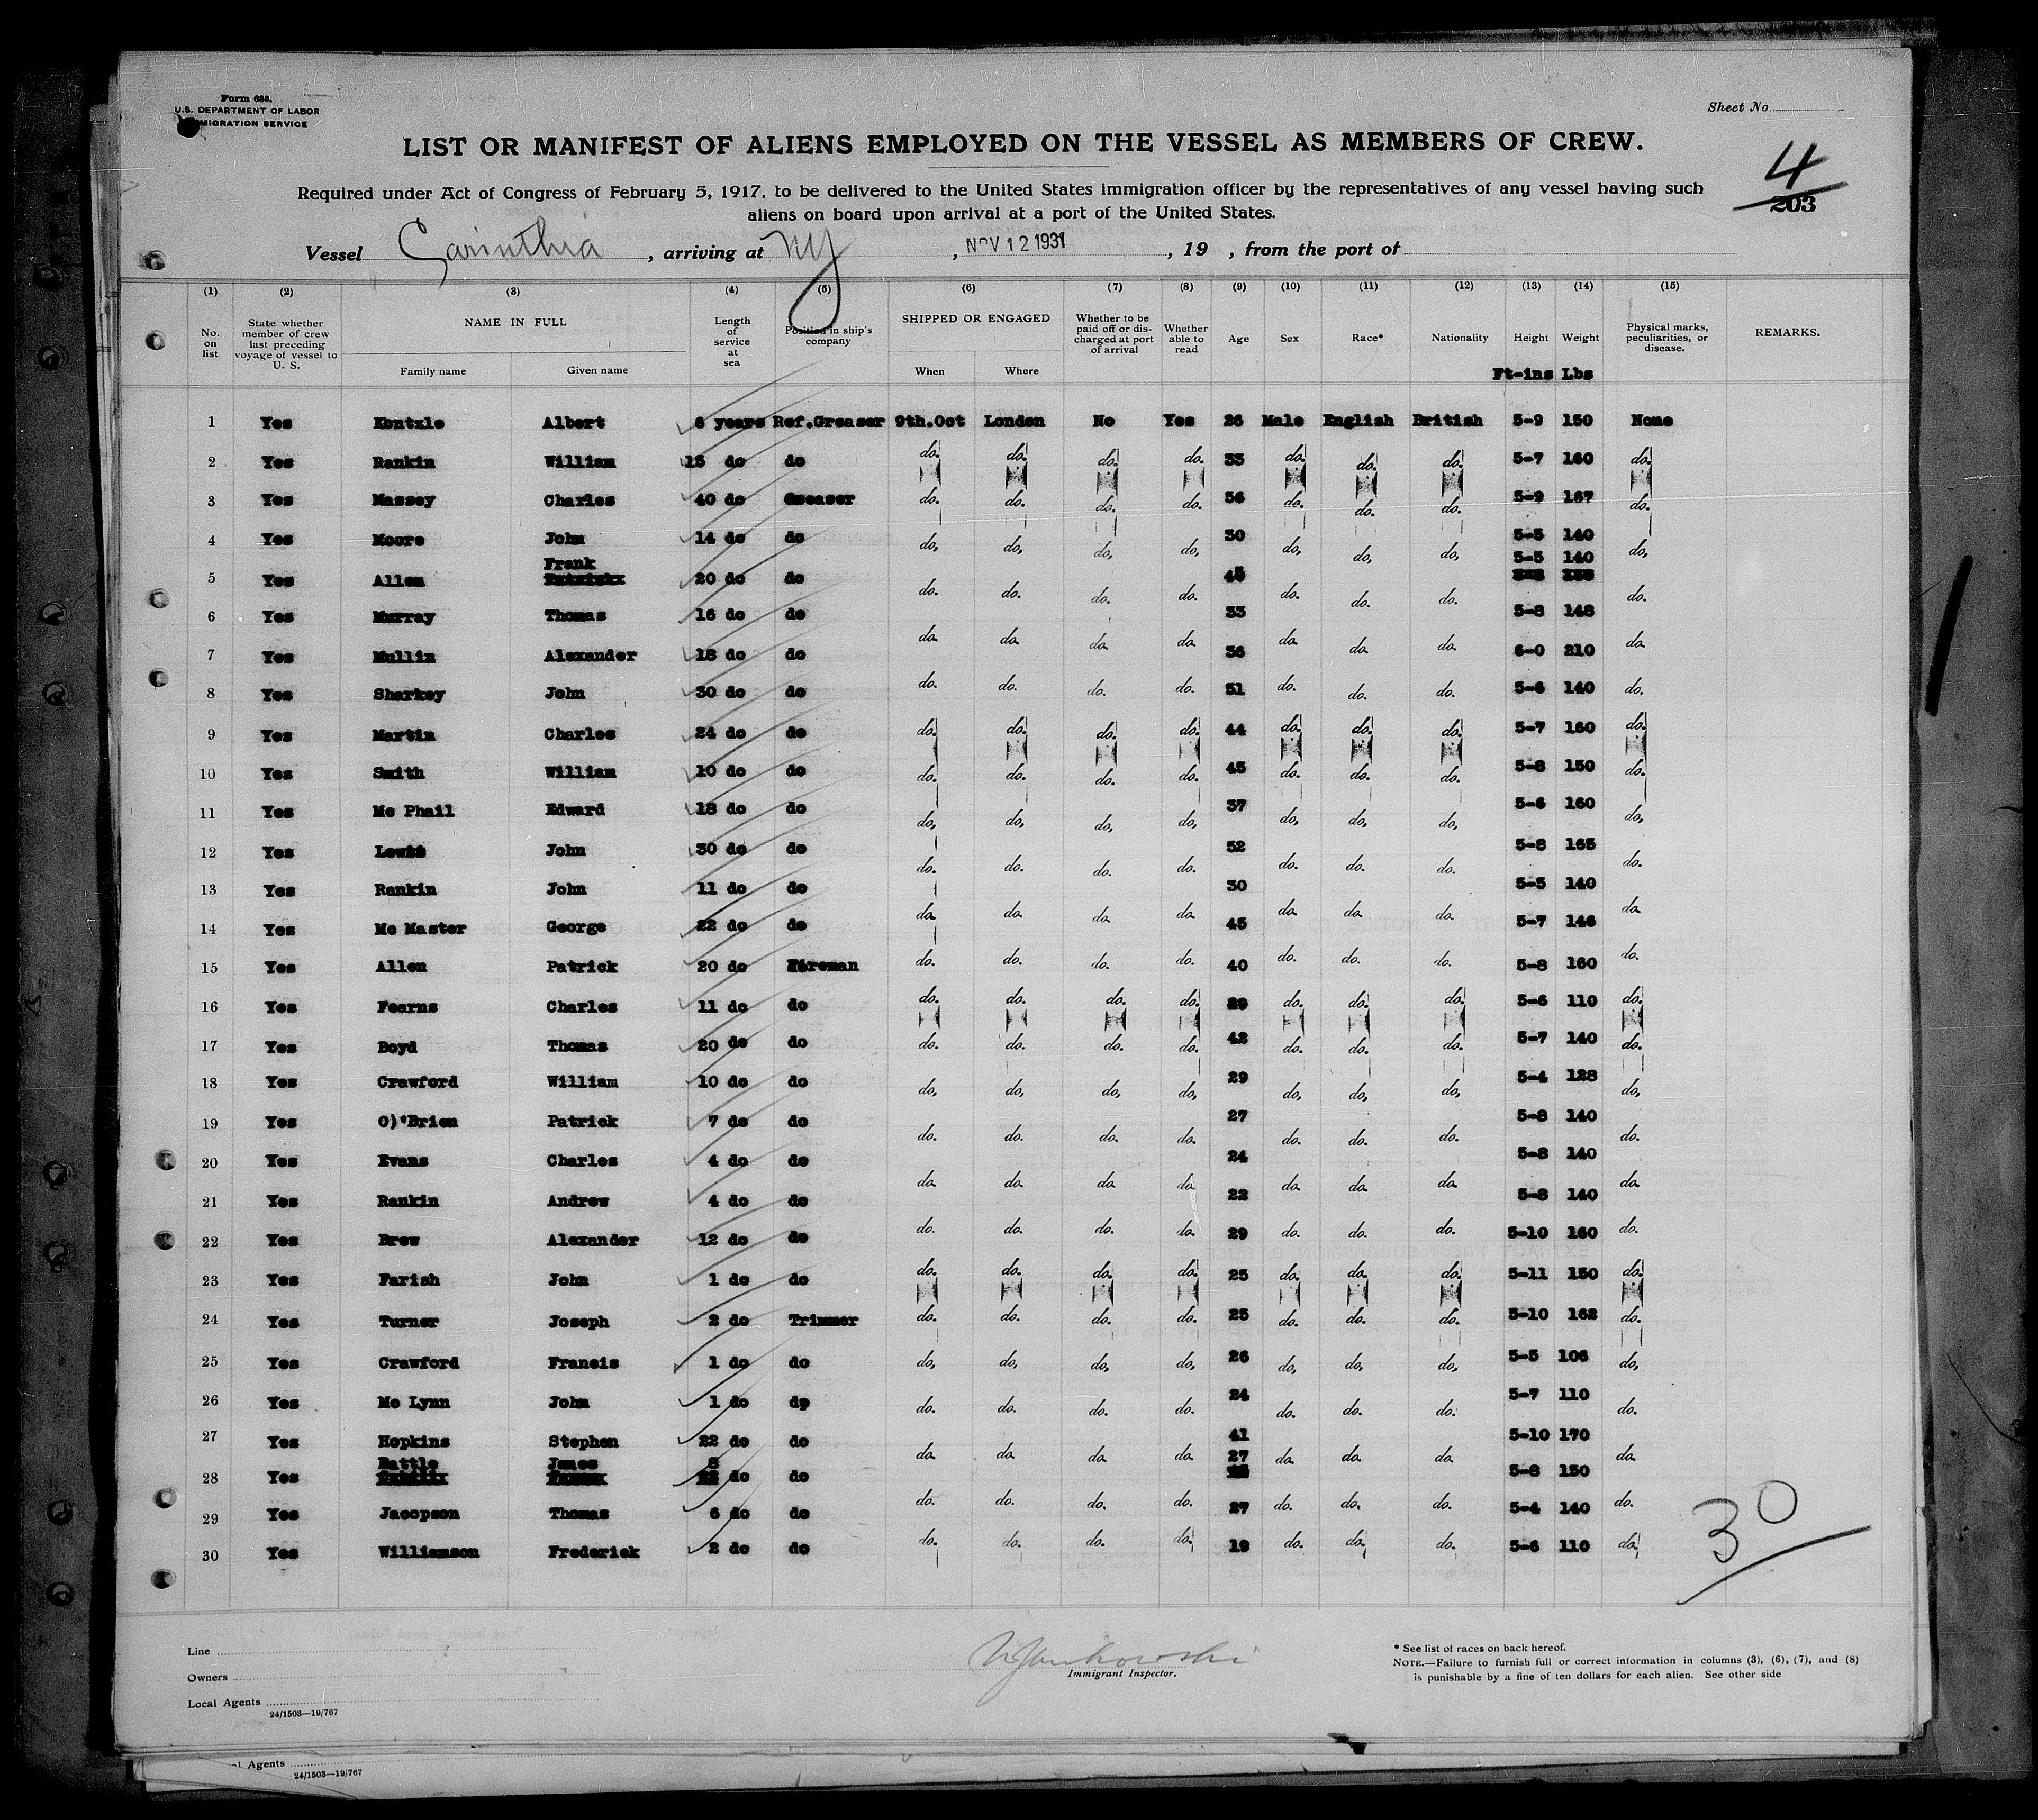 Form 680.
U.S. DEPARTMENT OF LABOR
MIGRATION SERVICE
Sheet No.
LIST OR MANIFEST OF ALIENS EMPLOYED ON THE VESSEL AS MEMBERS OF CREW.
4
203
Required under Act of Congress of February 5, 1917, to be delivered to the United States immigration officer by the representatives of any vessel having such
aliens on board upon arrival at a port of the United States.
Vessel Carinthia, arriving at NY, NOV 12 1931, 19 , from the port of
(1) (2) (3) (4) (5) (6) (7) (8) (9) (10) (11) (12) (13) (14) (15)
No. on list State whether member of crew last preceding voyage of vessel to U. S. NAME IN FULL Family name Given name Length of service at sea Position in ship's company SHIPPED OR ENGAGED When Where Whether to be paid off or discharged at port of arrival Whether able to read Age Sex Race* Nationality Height Weight Physical marks, peculiarities, or disease. REMARKS.
Ft-ins Lbs
1 Yes Kontzle Albert 6 years Ref.Greaser 9th.Oct London No Yes 26 Male English British 5-9 150 None
2 Yes Rankin William 15 do do do. do. do. do. 33 do. do. do. 5-7 160 do.
3 Yes Massey Charles 40 do Greaser do. do. do. do. 56 do. do. do. 5-9 167 do.
4 Yes Moore John 14 do do do. do. do. do. 30 do. do. do. 5-5 140 do.
Frank 5-5 140
5 Yes Allen 20 do do do. do. do. do. 45 do. do. do. do.
6 Yes Murray Thomas 16 do do do. do. do. do. 33 do. do. do. 5-8 148 do.
7 Yes Mullin Alexander 18 do do do. do. do. do. 36 do. do. do. 6-0 210 do.
8 Yes Sharkey John 30 do do do. do. do. do. 51 do. do. do. 5-6 140 do.
9 Yes Martin Charles 24 do do do. do. do. do. 44 do. do. do. 5-7 160 do.
10 Yes Smith William 10 do do do. do. do. do. 45 do. do. do. 5-8 150 do.
11 Yes Mc Phail Edward 18 do do do. do. do. do. 37 do. do. do. 5-6 160 do.
12 Yes John 30 do do do. do. do. do. 52 do. do. do. 5-8 165 do.
13 Yes Rankin John 11 do do do. do. do. do. 30 do. do. do. 5-5 140 do.
14 Yes Mc Master George 22 do do do. do. do. do. 45 do. do. do. 5-7 146 do.
15 Yes Allen Patrick 20 do Fireman do. do. do. do. 40 do. do. do. 5-8 160 do.
16 Yes Fearns Charles 11 do do do. do. do. do. 29 do. do. do. 5-6 110 do.
17 Yes Boyd Thomas 20 do do do. do. do. do. 42 do. do. do. 5-7 140 do.
18 Yes Crawford William 10 do do do. do. do. do. 29 do. do. do. 5-4 128 do.
19 Yes O)'Brien Patrick 7 do do do. do. do. do. 27 do. do. do. 5-8 140 do.
20 Yes Evans Charles 4 do do do. do. do. do. 24 do. do. do. 5-8 140 do.
21 Yes Rankin Andrew 4 do do do. do. do. do. 22 do. do. do. 5-8 140 do.
22 Yes Brew Alexander 12 do do do. do. do. do. 29 do. do. do. 5-10 160 do.
23 Yes Farish John 1 do do do. do. do. do. 25 do. do. do. 5-11 150 do.
24 Yes Turner Joseph 2 do Trimmer do. do. do. do. 25 do. do. do. 5-10 162 do.
25 Yes Crawford Francis 1 do do do. do. do. do. 26 do. do. do. 5-5 106 do.
26 Yes Mc Lynn John 1 do dp do. do. do. do. 24 do. do. do. 5-7 110 do.
27 Yes Hopkins Stephen 22 do do do. do. do. do. 41 do. do. do. 5-10 170 do.
Battle James 8 27
28 Yes do do do. do. do. do. do. do. do. 5-8 150 do.
29 Yes Jacopson Thomas 6 do do do. do. do. do. 27 do. do. do. 5-4 140 do.
30 Yes Williamson Frederick 2 do do do. do. do. do. 19 do. do. do. 5-6 110 do.
30
Line
Owners
Local Agents
24/1503—19/767
Immigrant Inspector.
* See list of races on back hereof.
NOTE.—Failure to furnish full or correct information in columns (3), (6), (7), and (8)
is punishable by a fine of ten dollars for each alien. See other side
Agents
24/1503—19/767